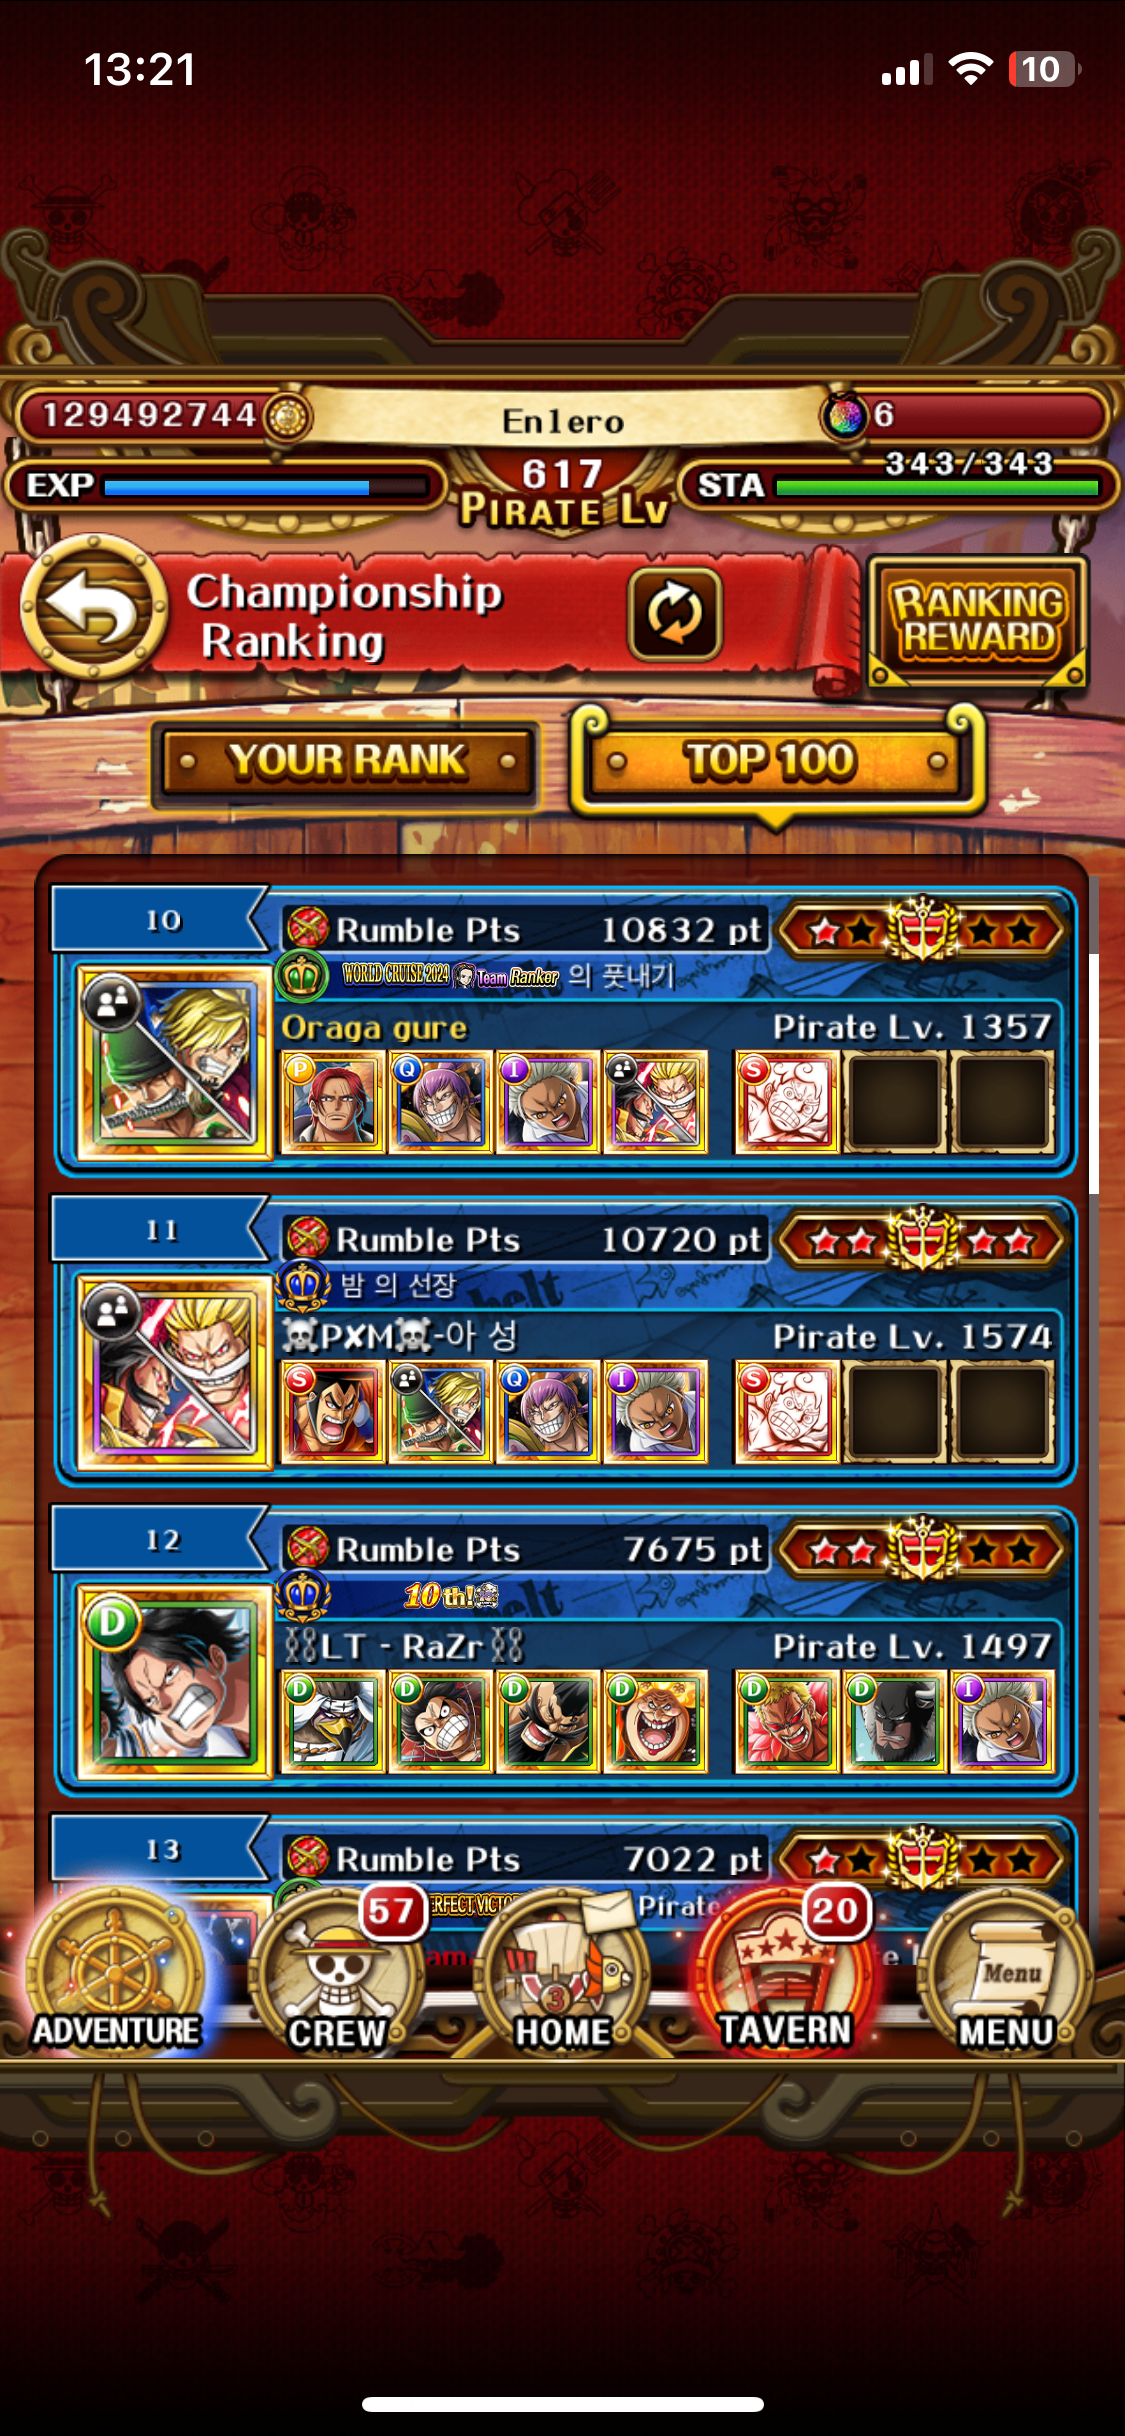 13:21
10
129492744
Enlero
6
EXP
617
PIRATE Lv
STA
343/343
Championship
Ranking
RANKING
REWARD
YOUR RANK
TOP 100
10
Rumble Pts 10832 pt
WORLD CRUISE 2024 Team Ranker 의 풋내기
Oraga gure
Pirate Lv. 1357
P Q I S
11
Rumble Pts 10720 pt
밤 의 선장
☠P✘M☠-아 성
Pirate Lv. 1574
S Q I S
12
Rumble Pts 7675 pt
10th!
D
⛓LT - RaZr⛓
Pirate Lv. 1497
D D D D D D I
13
Rumble Pts 7022 pt
Pirate
57
20
ADVENTURE
CREW
3
HOME
TAVERN
Menu
MENU